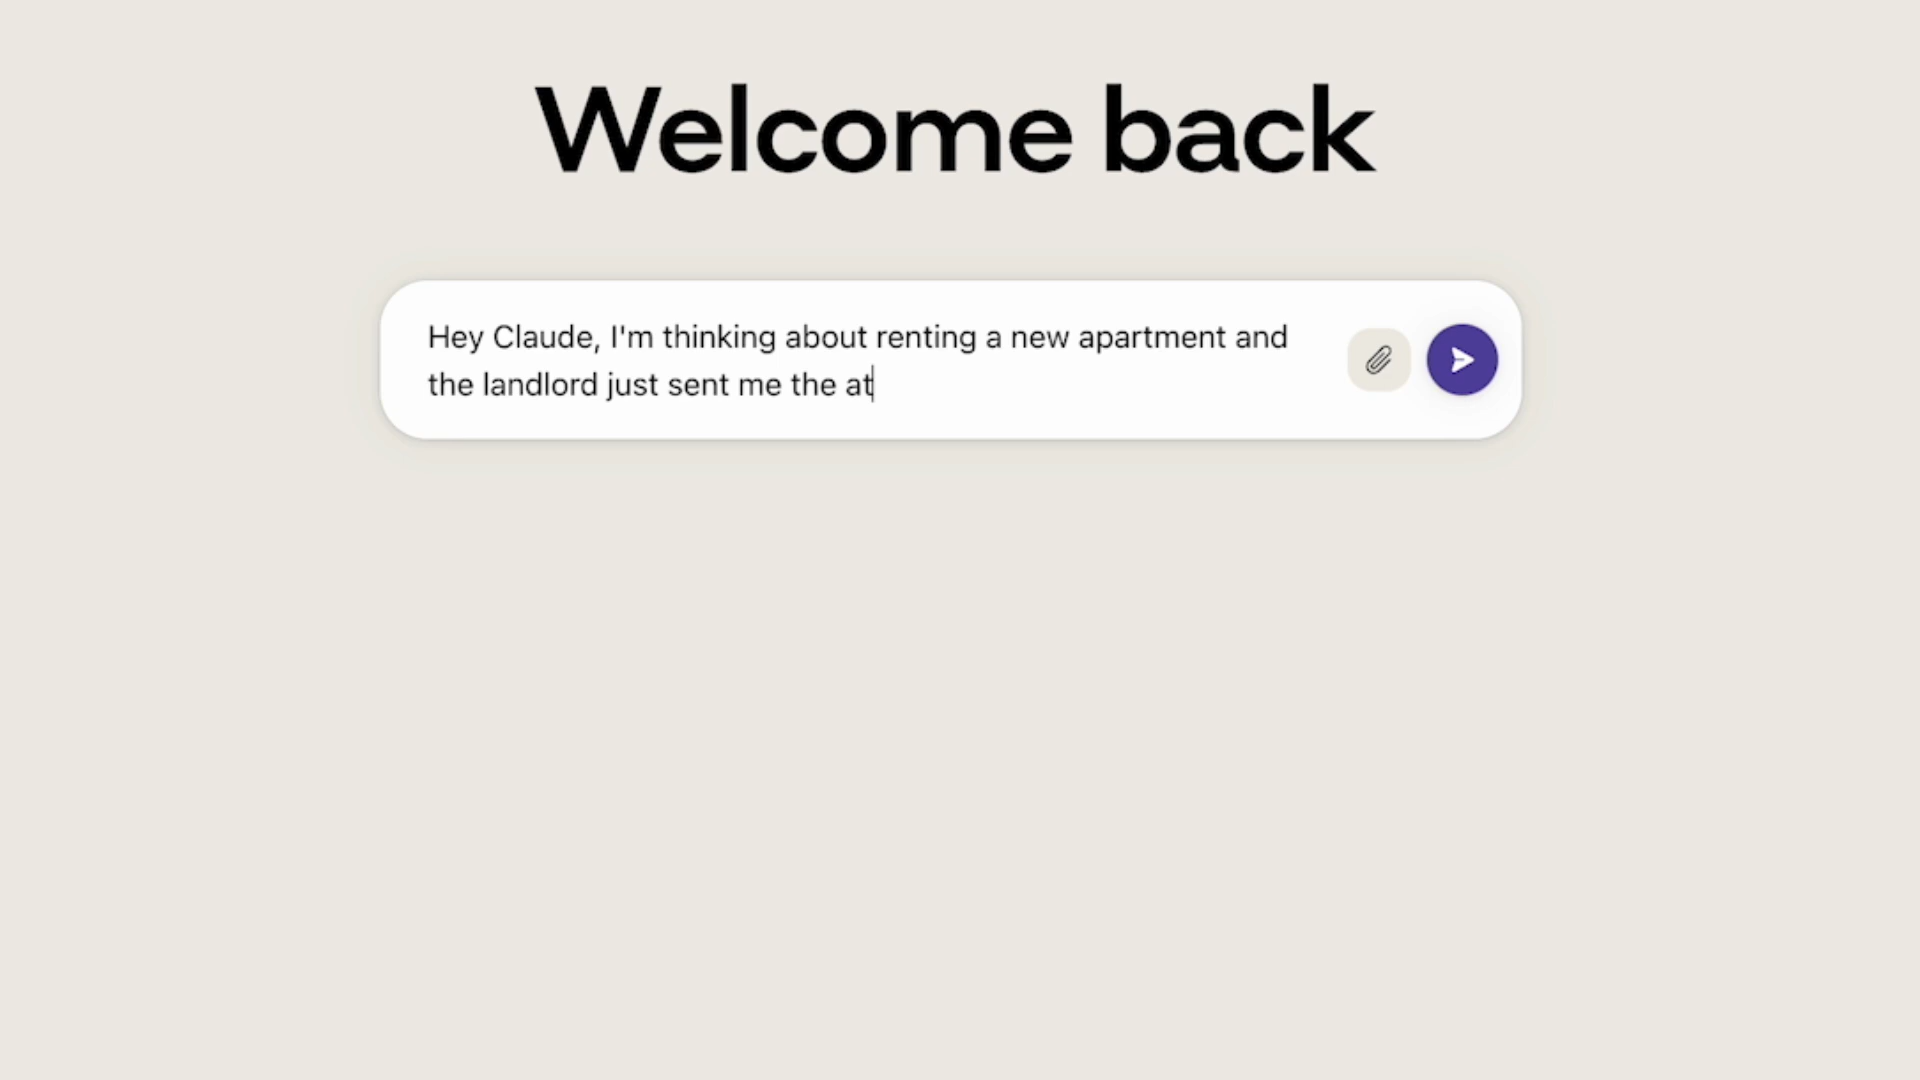 Welcome back
Hey Claude, I'm thinking about renting a new apartment and
the landlord just sent me the at